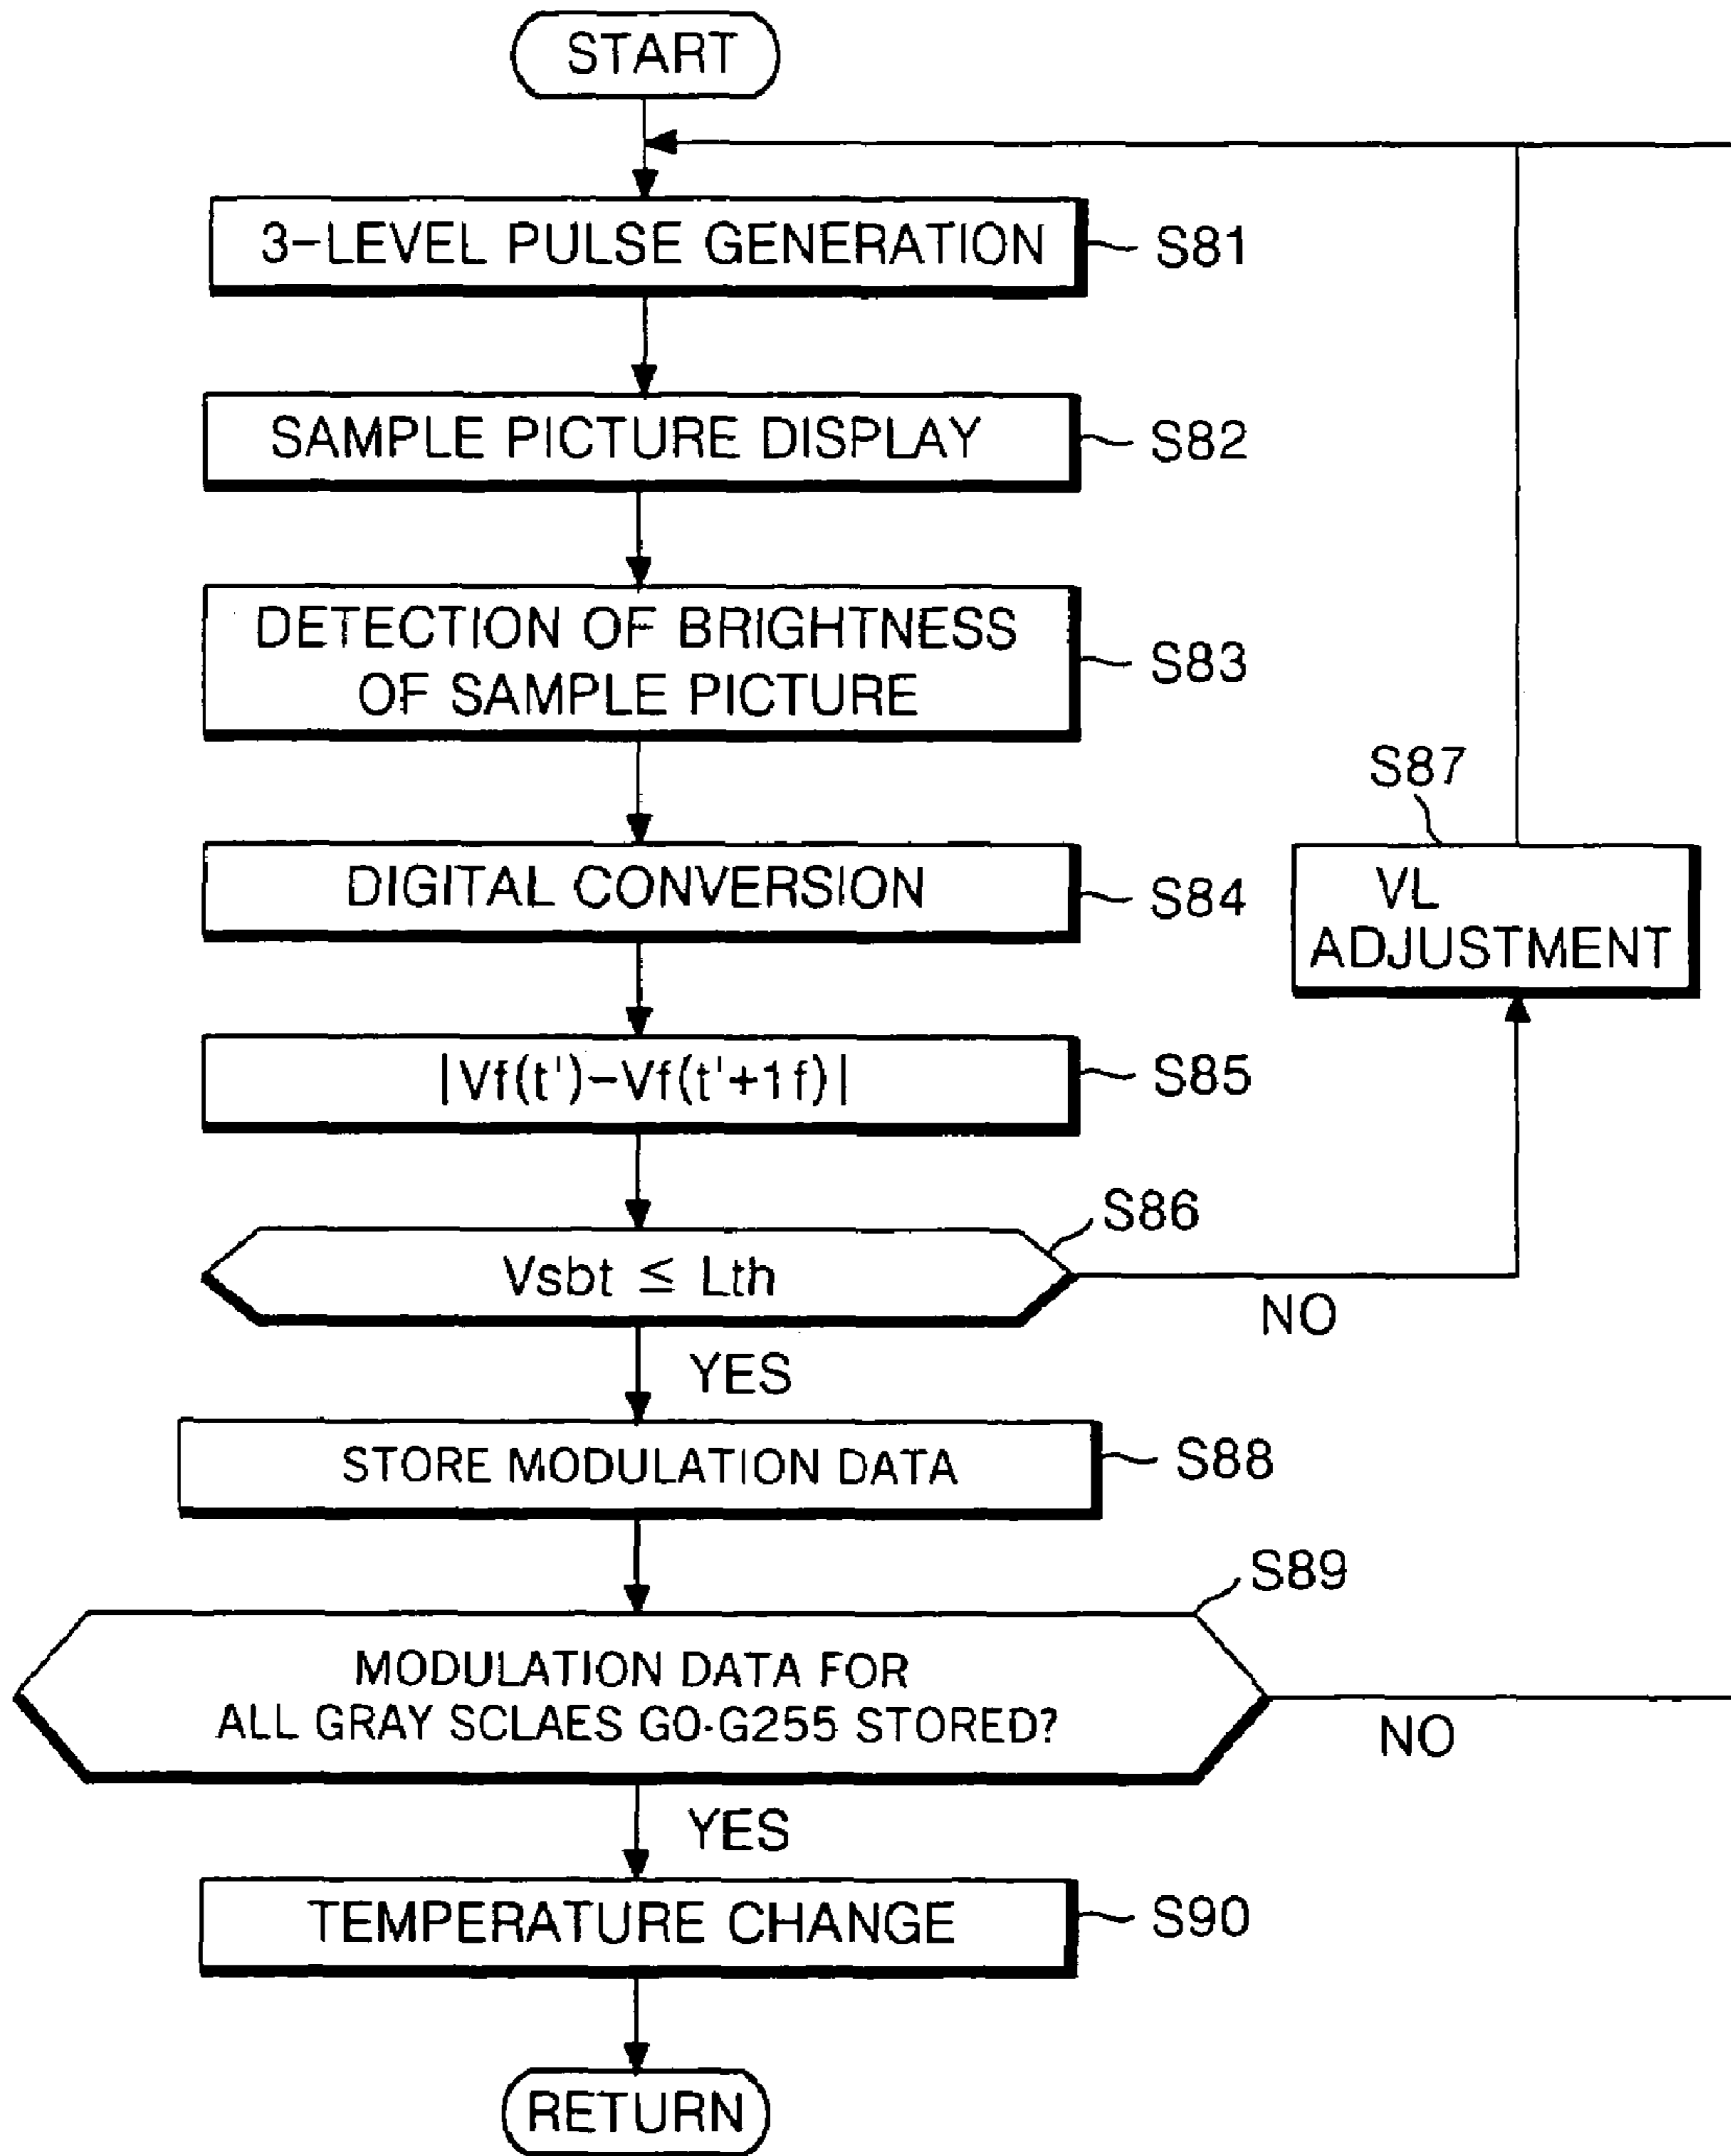 START
3-LEVEL PULSE GENERATION
S81
SAMPLE PICTURE DISPLAY
S82
DETECTION OF BRIGHTNESS
OF SAMPLE PICTURE
S83
DIGITAL CONVERSION
S84
S87
VL
ADJUSTMENT
|Vf(t')-Vf(t'+1f)|
S85
Vsbt ≤ Lth
S86
NO
YES
STORE MODULATION DATA
S88
MODULATION DATA FOR
ALL GRAY SCLAES G0-G255 STORED?
S89
NO
YES
TEMPERATURE CHANGE
S90
RETURN